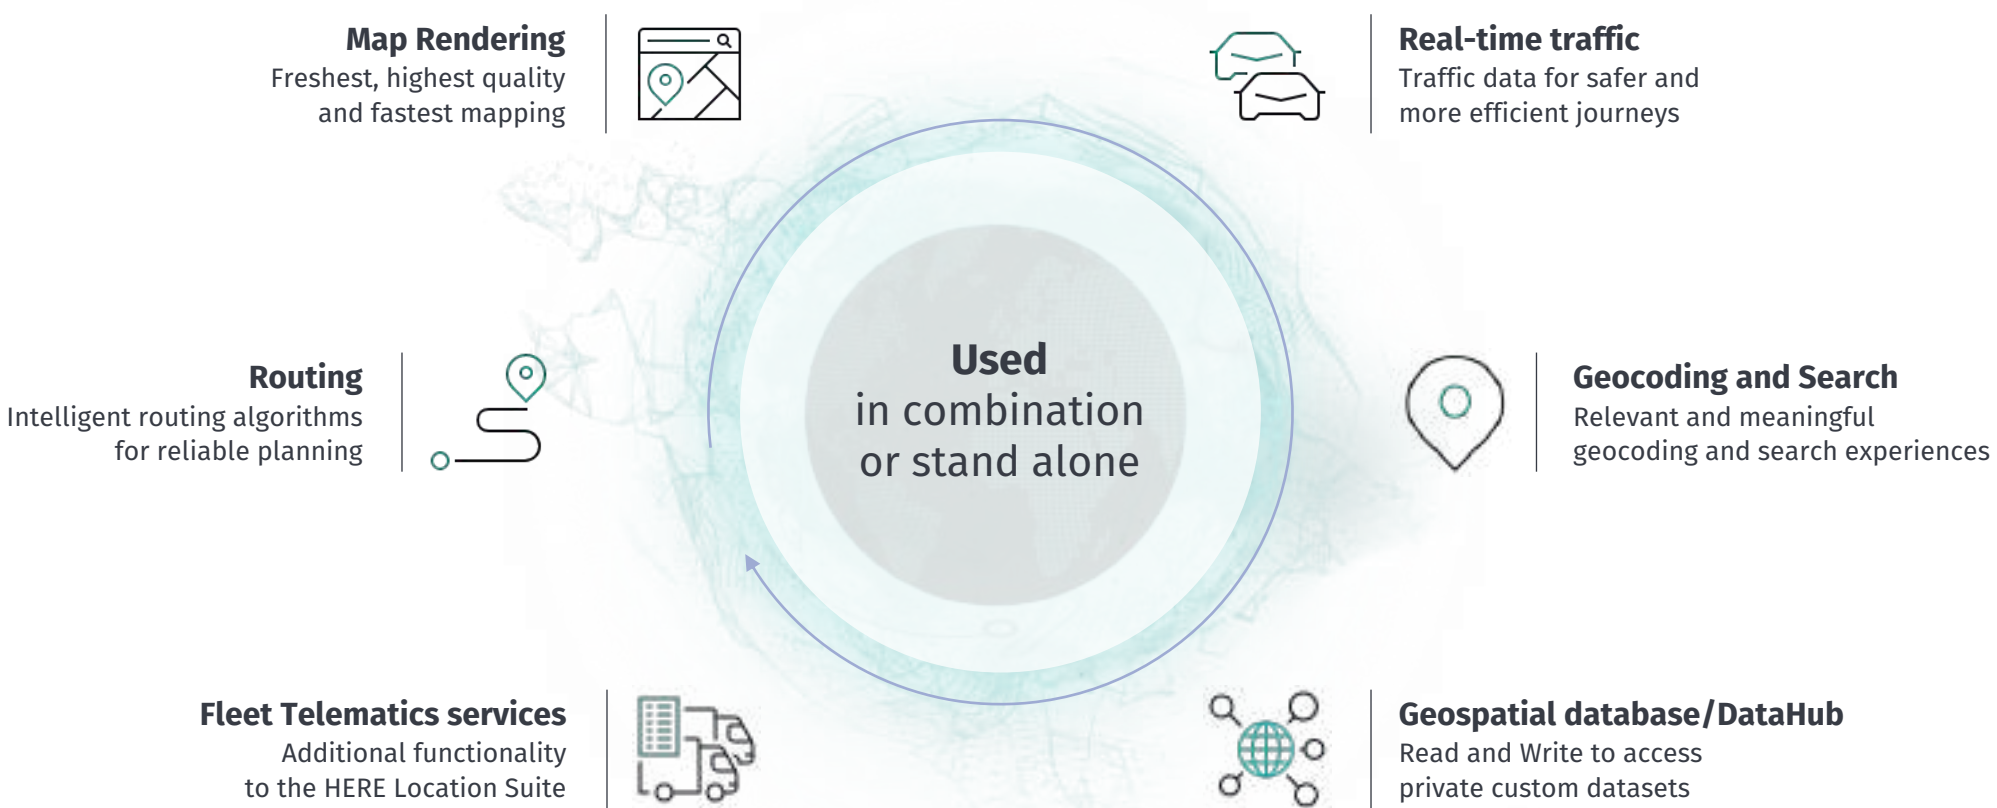 Map Rendering
Freshest, highest quality
and fastest mapping
Real-time traffic
Traffic data for safer and
more efficient journeys
Routing
Intelligent routing algorithms
for reliable planning
Used
in combination
or stand alone
Geocoding and Search
Relevant and meaningful
geocoding and search experiences
Fleet Telematics services
Additional functionality
to the HERE Location Suite
Geospatial database/DataHub
Read and Write to access
private custom datasets